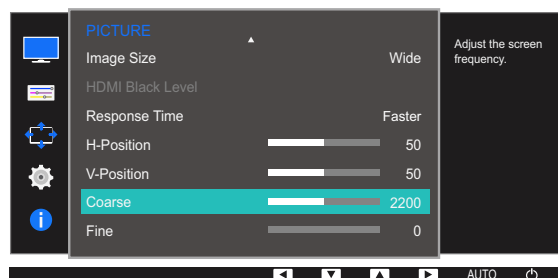 PICTURE
Image Size Wide
HDMI Black Level
Response Time Faster
H-Position 50
V-Position 50
Coarse 2200
Fine 0
Adjust the screen
frequency.
AUTO